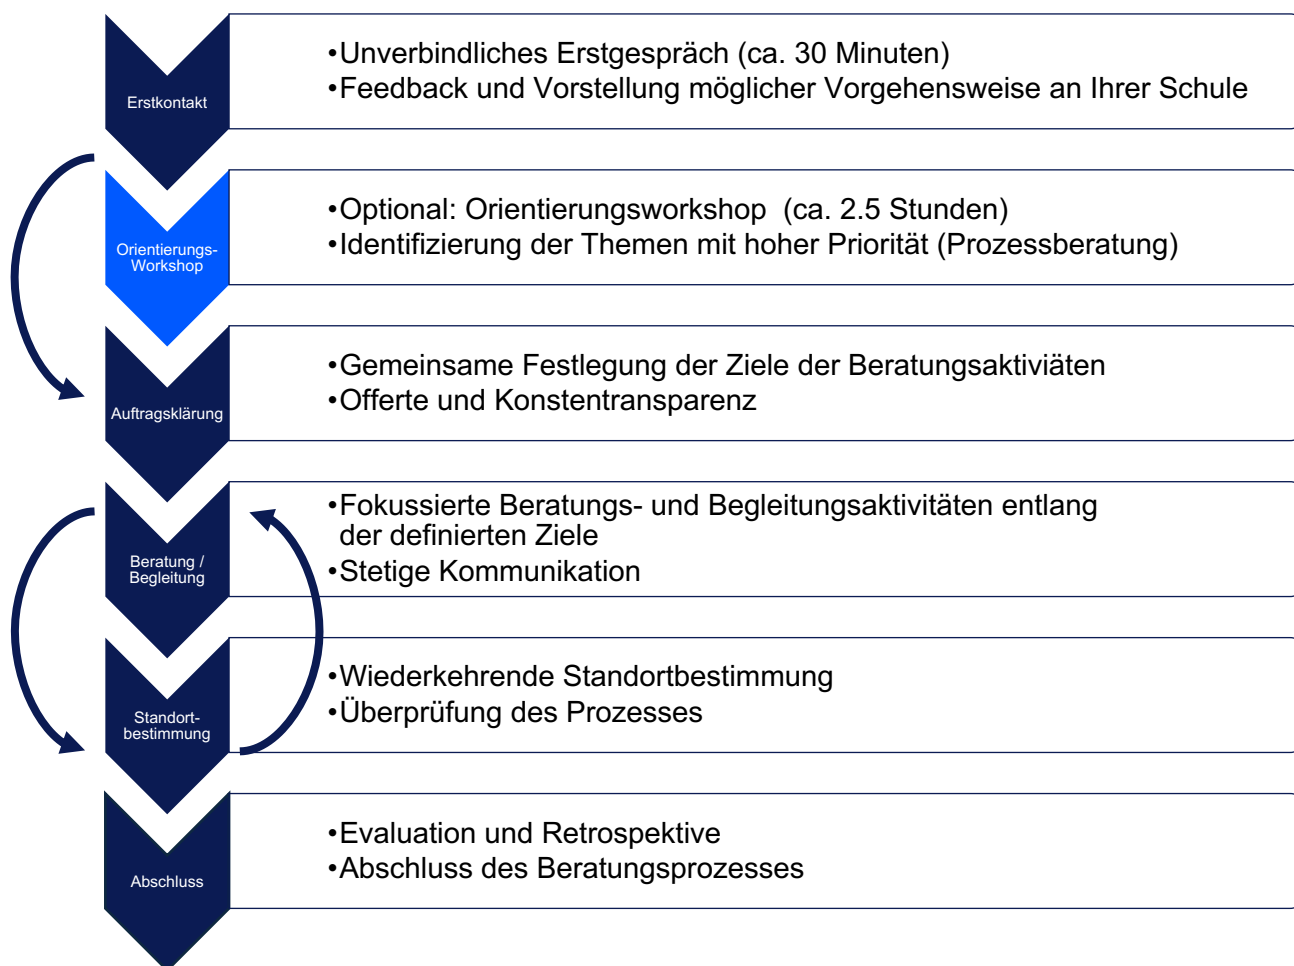 Erstkontakt
•Unverbindliches Erstgespräch (ca. 30 Minuten)
•Feedback und Vorstellung möglicher Vorgehensweise an Ihrer Schule
Orientierungs-
Workshop
•Optional: Orientierungsworkshop (ca. 2.5 Stunden)
•Identifizierung der Themen mit hoher Priorität (Prozessberatung)
Auftragsklärung
•Gemeinsame Festlegung der Ziele der Beratungsaktiviäten
•Offerte und Konstentransparenz
Beratung /
Begleitung
•Fokussierte Beratungs- und Begleitungsaktivitäten entlang
der definierten Ziele
•Stetige Kommunikation
Standort-
bestimmung
•Wiederkehrende Standortbestimmung
•Überprüfung des Prozesses
Abschluss
•Evaluation und Retrospektive
•Abschluss des Beratungsprozesses